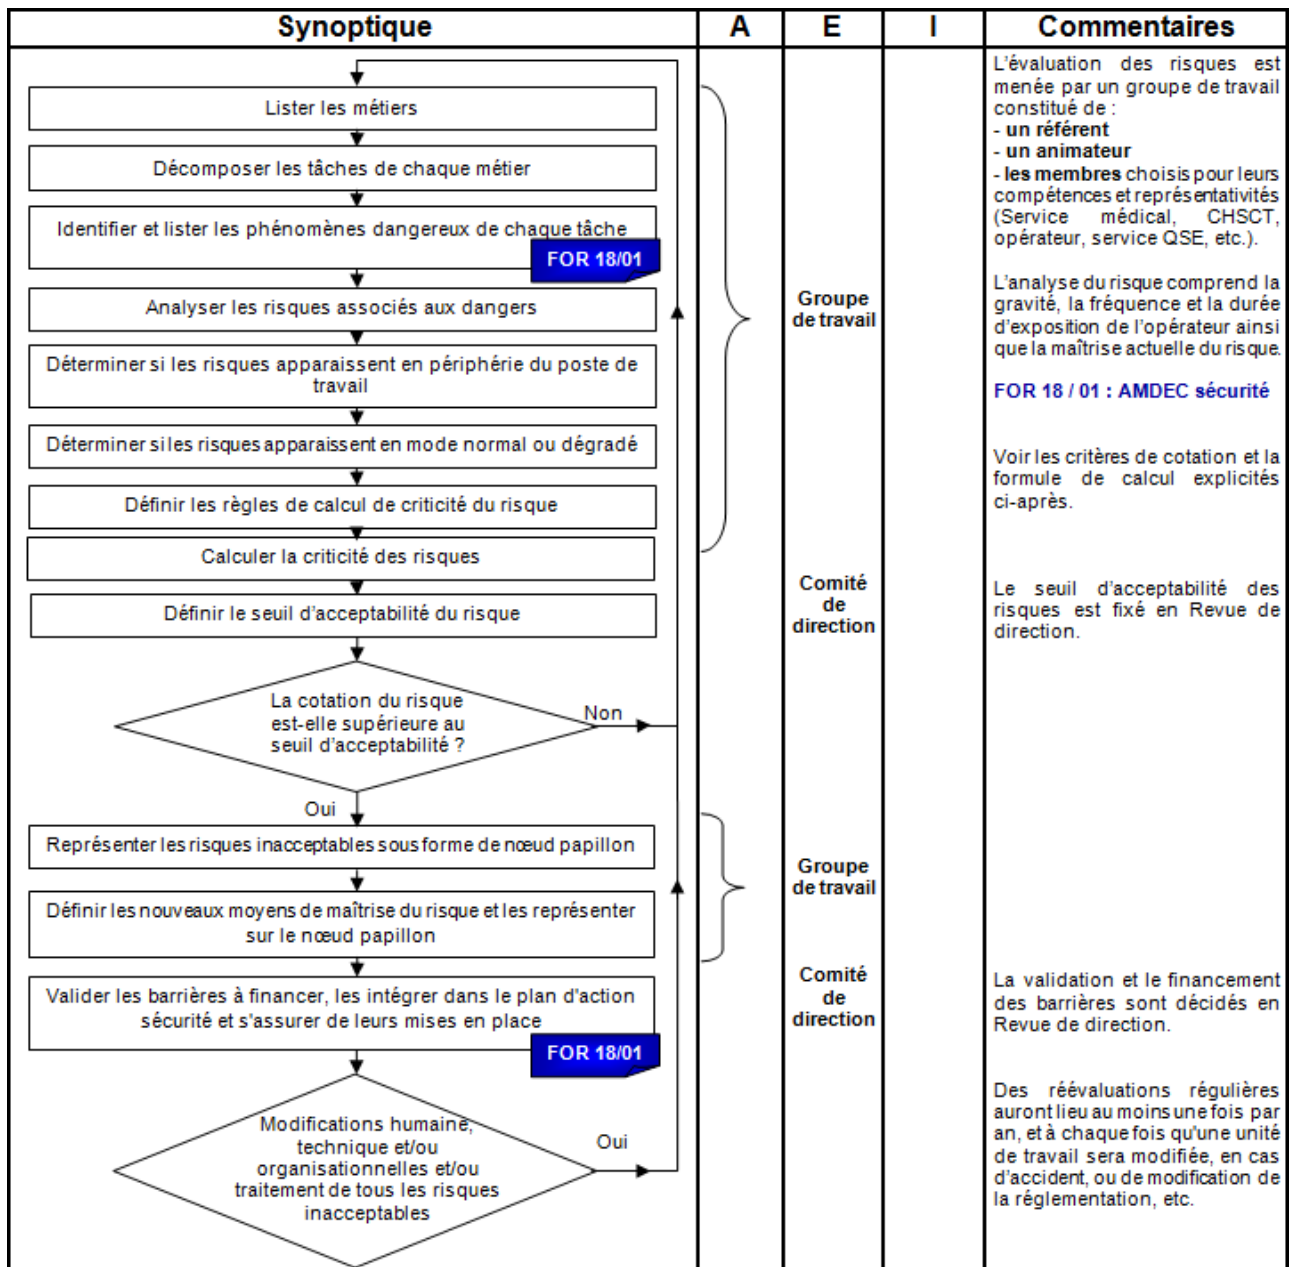 Synoptique
A
E
I
Commentaires
Lister les métiers
Décomposer les tâches de chaque métier
Identifier et lister les phénomènes dangereux de chaque tâche
FOR 18/01
Analyser les risques associés aux dangers
Déterminer si les risques apparaissent en périphérie du poste de
travail
Déterminer si les risques apparaissent en mode normal ou dégradé
Définir les règles de calcul de criticité du risque
Calculer la criticité des risques
Définir le seuil d'acceptabilité du risque
La cotation du risque
est-elle supérieure au
seuil d'acceptabilité ?
Non
Oui
Représenter les risques inacceptables sous forme de nœud papillon
Définir les nouveaux moyens de maîtrise du risque et les représenter
sur le nœud papillon
Valider les barrières à financer, les intégrer dans le plan d'action
sécurité et s'assurer de leurs mises en place
FOR 18/01
Modifications humaine,
technique et/ou
organisationnelles et/ou
traitement de tous les risques
inacceptables
Oui
Groupe
de travail
Comité
de
direction
Groupe
de travail
Comité
de
direction
L'évaluation des risques est
menée par un groupe de travail
constitué de :
- un référent
- un animateur
- les membres choisis pour leurs
compétences et représentativités
(Service médical, CHSCT,
opérateur, service QSE, etc.).
L'analyse du risque comprend la
gravité, la fréquence et la durée
d'exposition de l'opérateur ainsi
que la maîtrise actuelle du risque.
FOR 18 / 01 : AMDEC sécurité
Voir les critères de cotation et la
formule de calcul explicités
ci-après.
Le seuil d'acceptabilité des
risques est fixé en Revue de
direction.
La validation et le financement
des barrières sont décidés en
Revue de direction.
Des réévaluations régulières
auront lieu au moins une fois par
an, et à chaque fois qu'une unité
de travail sera modifiée, en cas
d'accident, ou de modification de
la réglementation, etc.